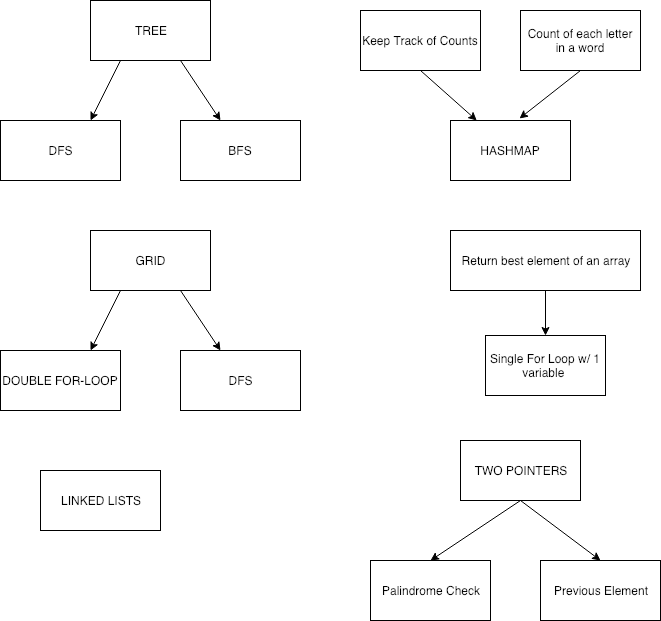 TREE
DFS
BFS
Keep Track of Counts
Count of each letter
in a word
HASHMAP
GRID
DOUBLE FOR-LOOP
DFS
Return best element of an array
Single For Loop w/ 1
variable
LINKED LISTS
TWO POINTERS
Palindrome Check
Previous Element